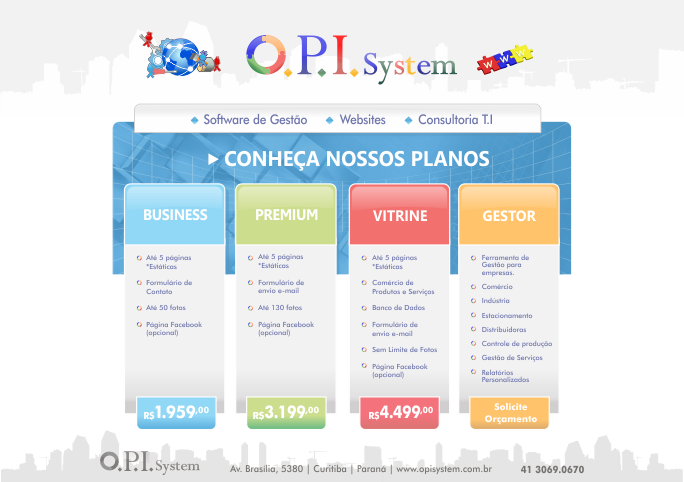 O.P.I. System
W W W
Software de Gestão Websites Consultoria T.I
CONHEÇA NOSSOS PLANOS
BUSINESS
Até 5 páginas
*Estáticas
Formulário de
Contato
Até 50 fotos
Página Facebook
(opcional)
R$1.959,00
PREMIUM
Até 5 páginas
*Estáticas
Formulário de
envio e-mail
Até 130 fotos
Página Facebook
(opcional)
R$3.199,00
VITRINE
Até 5 páginas
*Estáticas
Comércio de
Produtos e Serviços
Banco de Dados
Formulário de
envio e-mail
Sem Limite de Fotos
Página Facebook
(opcional)
R$4.499,00
GESTOR
Ferramenta de
Gestão para
empresas.
Comércio
Indústria
Estacionamento
Distribuidoras
Controle de produção
Gestão de Serviços
Relatórios
Personalizados
Solicite
Orçamento
O.P.I. System
Av. Brasília, 5380 | Curitiba | Paraná | www.opisystem.com.br 41 3069.0670